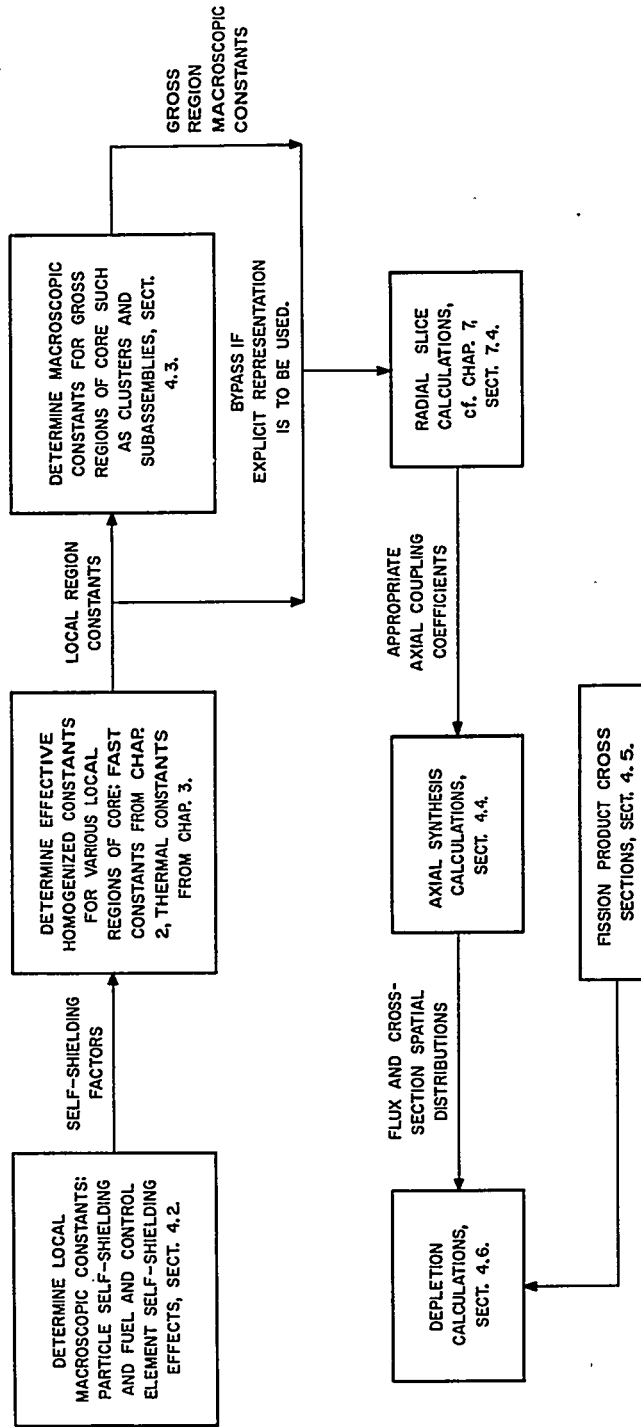 DETERMINE LOCAL
MACROSCOPIC CONSTANTS:
PARTICLE SELF-SHIELDING
AND FUEL AND CONTROL
ELEMENT SELF-SHIELDING
EFFECTS, SECT. 4.2.
SELF-SHIELDING
FACTORS
DETERMINE EFFECTIVE
HOMOGENIZED CONSTANTS
FOR VARIOUS LOCAL
REGIONS OF CORE: FAST
CONSTANTS FROM CHAP.
2, THERMAL CONSTANTS
FROM CHAP. 3.
LOCAL REGION
CONSTANTS
DETERMINE MACROSCOPIC
CONSTANTS FOR GROSS
REGIONS OF CORE SUCH
AS CLUSTERS AND
SUBASSEMBLIES, SECT.
4.3.
GROSS
REGION
MACROSCOPIC
CONSTANTS
BYPASS IF
EXPLICIT REPRESENTATION
IS TO BE USED.
RADIAL SLICE
CALCULATIONS,
cf. CHAP. 7,
SECT. 7.4.
APPROPRIATE
AXIAL COUPLING
COEFFICIENTS
AXIAL SYNTHESIS
CALCULATIONS,
SECT. 4.4.
FLUX AND CROSS-
SECTION SPATIAL
DISTRIBUTIONS
DEPLETION
CALCULATIONS,
SECT. 4.6.
FISSION PRODUCT CROSS
SECTIONS, SECT. 4.5.